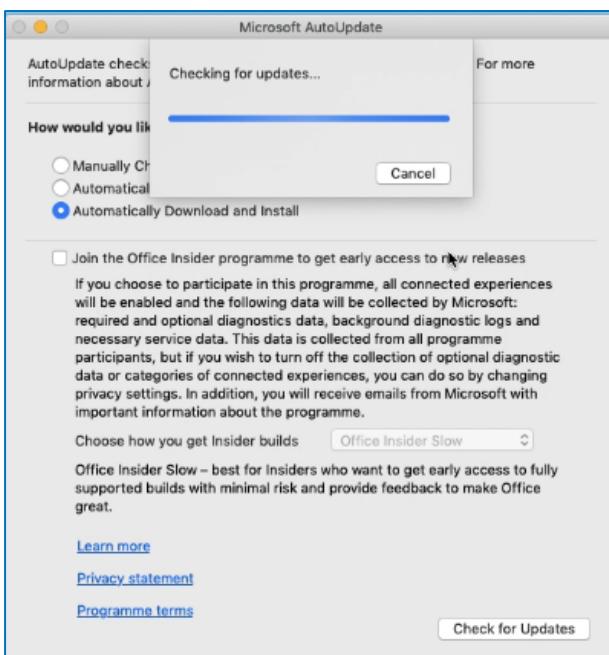 Microsoft AutoUpdate
AutoUpdate check
For more
information about
Checking for updates...
Cancel
How would you lik
Manually Ch
Automatical
Automatically Download and Install
Join the Office Insider programme to get early access to new releases
If you choose to participate in this programme, all connected experiences
will be enabled and the following data will be collected by Microsoft:
required and optional diagnostics data, background diagnostic logs and
necessary service data. This data is collected from all programme
participants, but if you wish to turn off the collection of optional diagnostic
data or categories of connected experiences, you can do so by changing
privacy settings. In addition, you will receive emails from Microsoft with
important information about the programme.
Choose how you get Insider builds Office Insider Slow
Office Insider Slow – best for Insiders who want to get early access to fully
supported builds with minimal risk and provide feedback to make Office
great.
Learn more
Privacy statement
Programme terms
Check for Updates